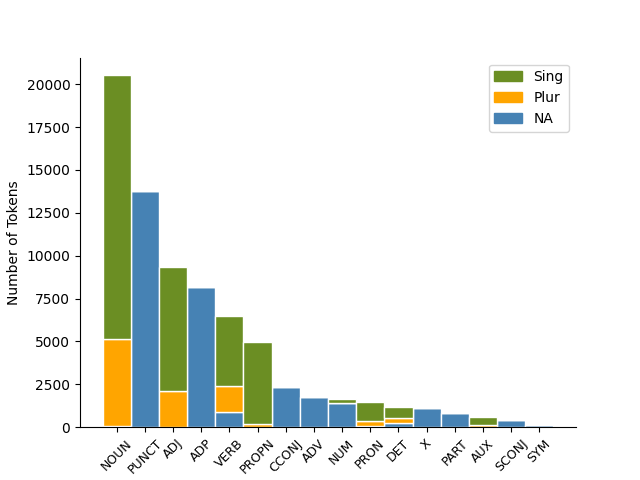 Number of Tokens
20000
17500
15000
12500
10000
7500
5000
2500
0
Sing
Plur
NA
NOUN
PUNCT
ADJ
ADP
VERB
PROPN
CCONJ
ADV
NUM
PRON
DET
X
PART
AUX
SCONJ
SYM